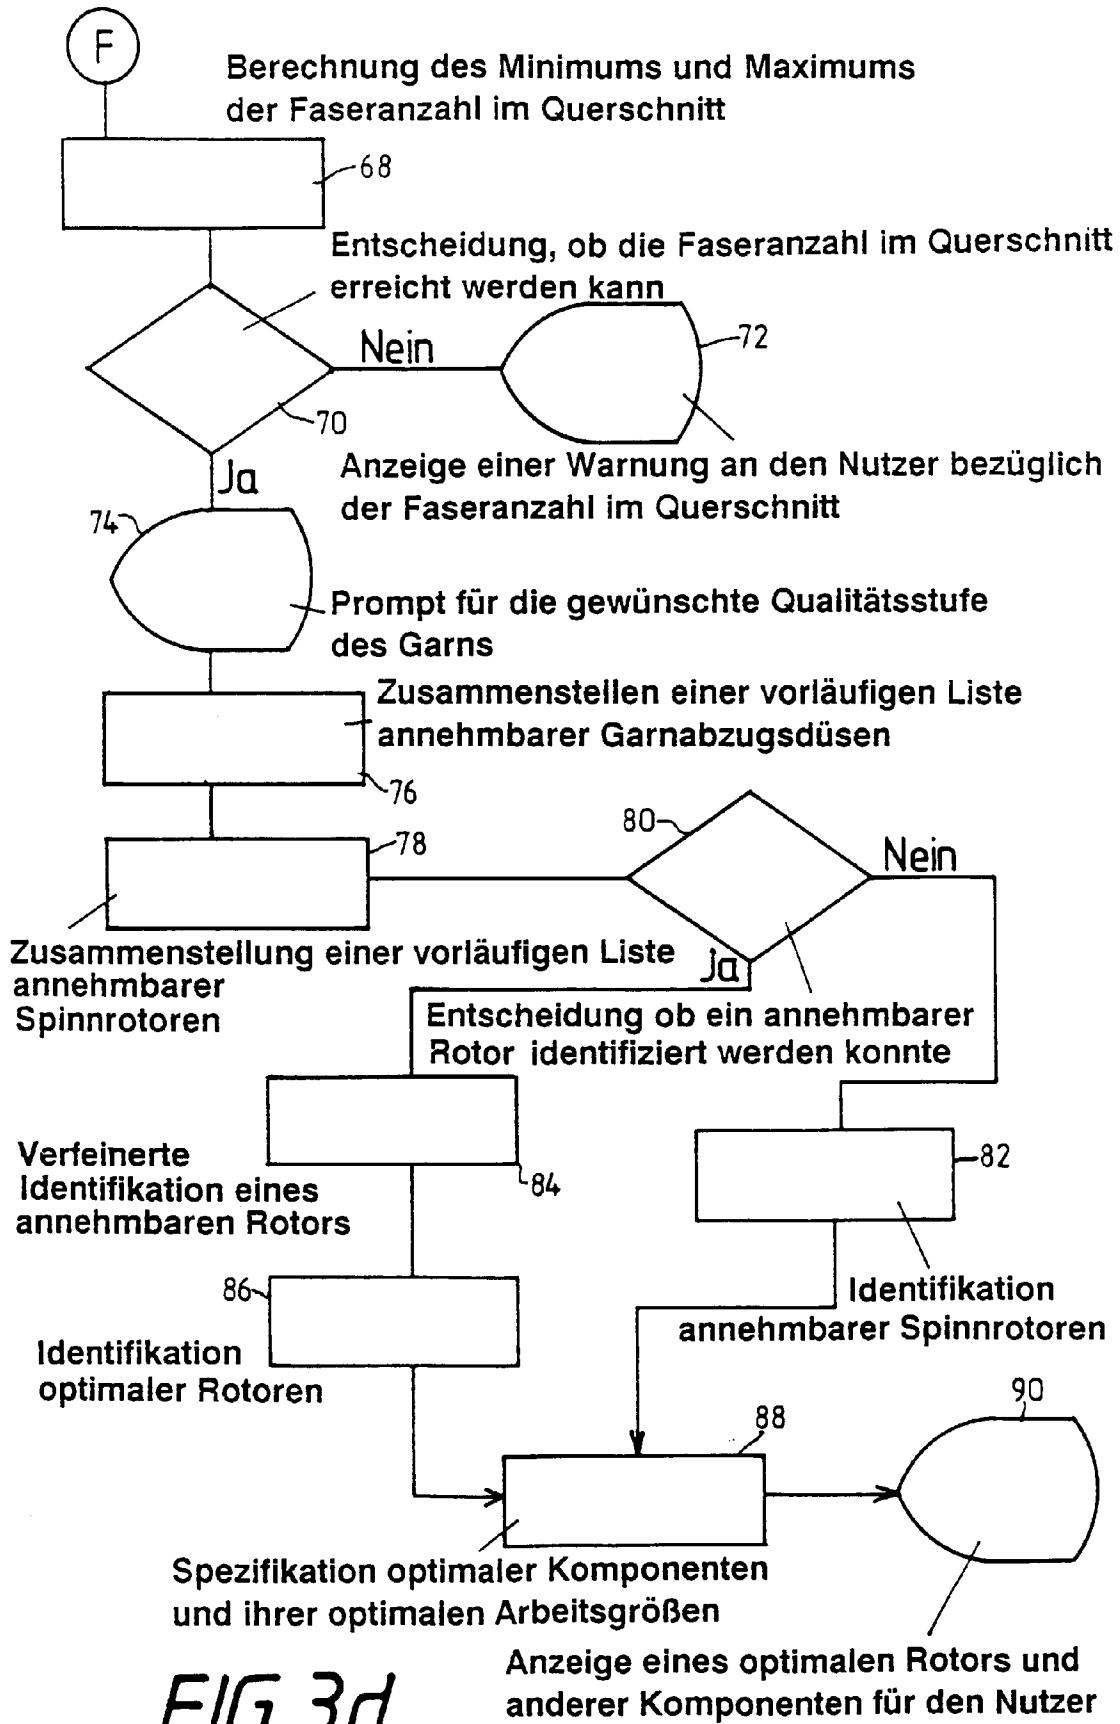 F
Berechnung des Minimums und Maximums
der Faseranzahl im Querschnitt
68
Entscheidung, ob die Faseranzahl im Querschnitt
erreicht werden kann
Nein
72
70
Anzeige einer Warnung an den Nutzer bezüglich
der Faseranzahl im Querschnitt
Ja
74
Prompt für die gewünschte Qualitätsstufe
des Garns
Zusammenstellen einer vorläufigen Liste
annehmbarer Garnabzugsdüsen
76
78
80
Nein
Zusammenstellung einer vorläufigen Liste
annehmbarer
Spinnrotoren
Ja
Entscheidung ob ein annehmbarer
Rotor identifiziert werden konnte
Verfeinerte
Identifikation eines
annehmbaren Rotors
84
82
86
Identifikation
annehmbarer Spinnrotoren
Identifikation
optimaler Rotoren
88
90
Spezifikation optimaler Komponenten
und ihrer optimalen Arbeitsgrößen
Anzeige eines optimalen Rotors und
anderer Komponenten für den Nutzer
FIG 3d